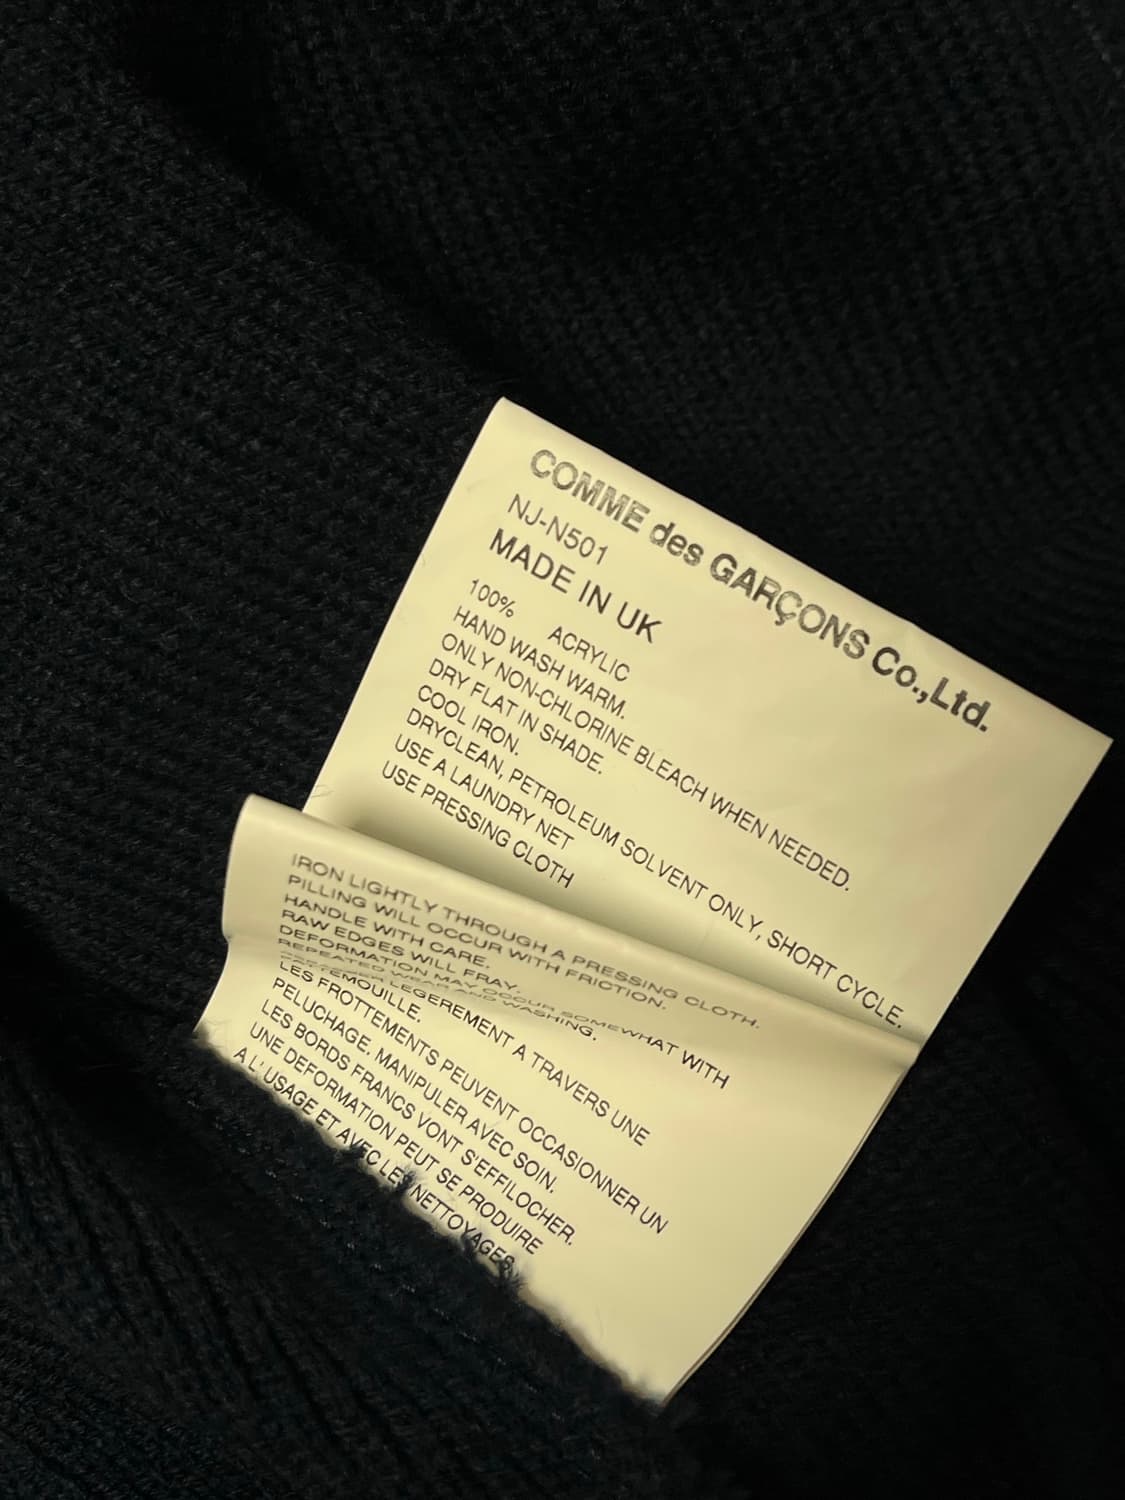 COMME des GARÇONS Co.,Ltd.
NJ-N501
MADE IN UK
100% ACRYLIC
HAND WASH WARM.
ONLY NON-CHLORINE BLEACH WHEN NEEDED.
DRY FLAT IN SHADE.
COOL IRON.
DRYCLEAN, PETROLEUM SOLVENT ONLY, SHORT CYCLE.
USE A LAUNDRY NET
USE PRESSING CLOTH
IRON LIGHTLY THROUGH A PRESSING CLOTH.
PILLING WILL OCCUR WITH FRICTION.
HANDLE WITH CARE.
RAW EDGES WILL FRAY.
DEFORMATION MAY OCCUR SOMEWHAT WITH
REPEATED WEAR AND WASHING.
LEGEREMENT A TRAVERS UNE
PATTEMOUILLE.
LES FROTTEMENTS PEUVENT OCCASIONNER UN
PELUCHAGE. MANIPULER AVEC SOIN.
LES BORDS FRANCS VONT S'EFFILOCHER.
UNE DEFORMATION PEUT SE PRODUIRE
A L' USAGE ET AVEC LES NETTOYAGES